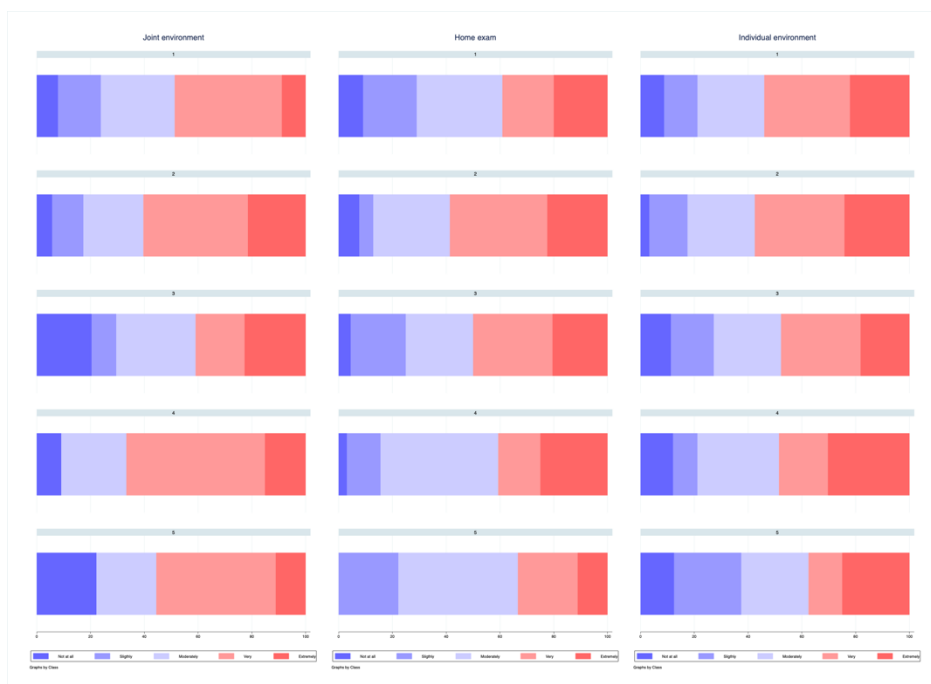 Joint environment
Home exam
Individual environment
1
1
1
2
2
2
3
3
3
4
4
4
5
5
5
0 20 40 60 80 100
0 20 40 60 80 100
0 20 40 60 80 100
Not at all Slightly Moderately Very Extremely
Not at all Slightly Moderately Very Extremely
Not at all Slightly Moderately Very Extremely
Graphs by Class
Graphs by Class
Graphs by Class